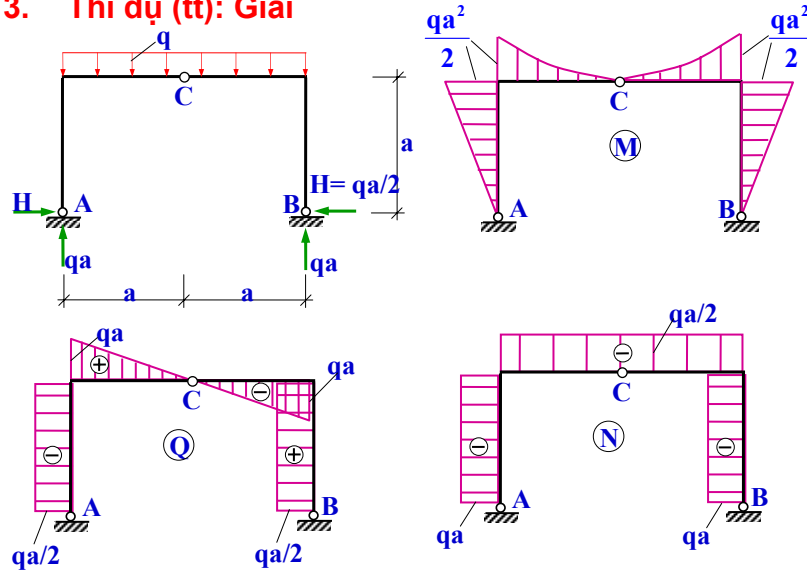 3. Thí dụ (tt): Giải
q
C
a
H
A
B
H= qa/2
qa
qa
a
a
qa²
2
qa²
2
C
M
A
B
qa
+
C
−
qa
−
Q
+
A
B
qa/2
qa/2
qa/2
−
C
−
N
−
A
B
qa
qa